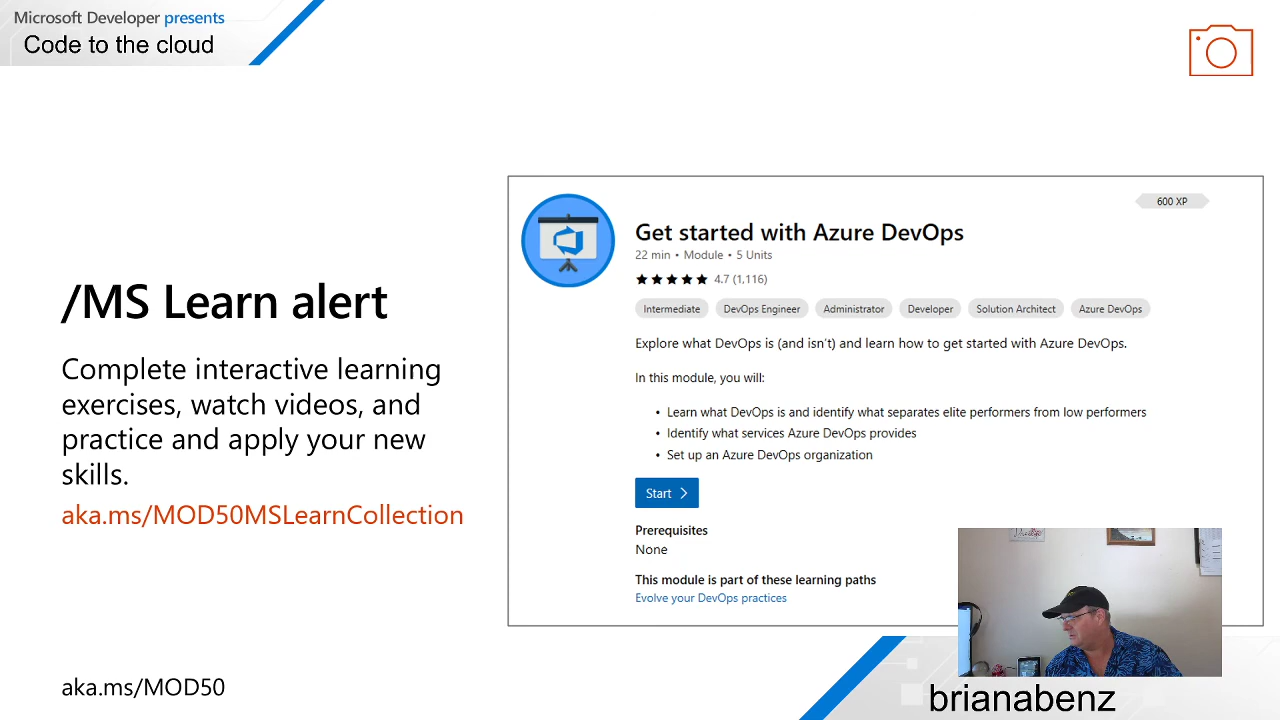 Microsoft Developer presents
Code to the cloud
/MS Learn alert
Complete interactive learning
exercises, watch videos, and
practice and apply your new
skills.
aka.ms/MOD50MSLearnCollection
aka.ms/MOD50
600 XP
Get started with Azure DevOps
22 min • Module • 5 Units
4.7 (1,116)
Intermediate DevOps Engineer Administrator Developer Solution Architect Azure DevOps
Explore what DevOps is (and isn't) and learn how to get started with Azure DevOps.
In this module, you will:
• Learn what DevOps is and identify what separates elite performers from low performers
• Identify what services Azure DevOps provides
• Set up an Azure DevOps organization
Start
Prerequisites
None
This module is part of these learning paths
Evolve your DevOps practices
brianabenz